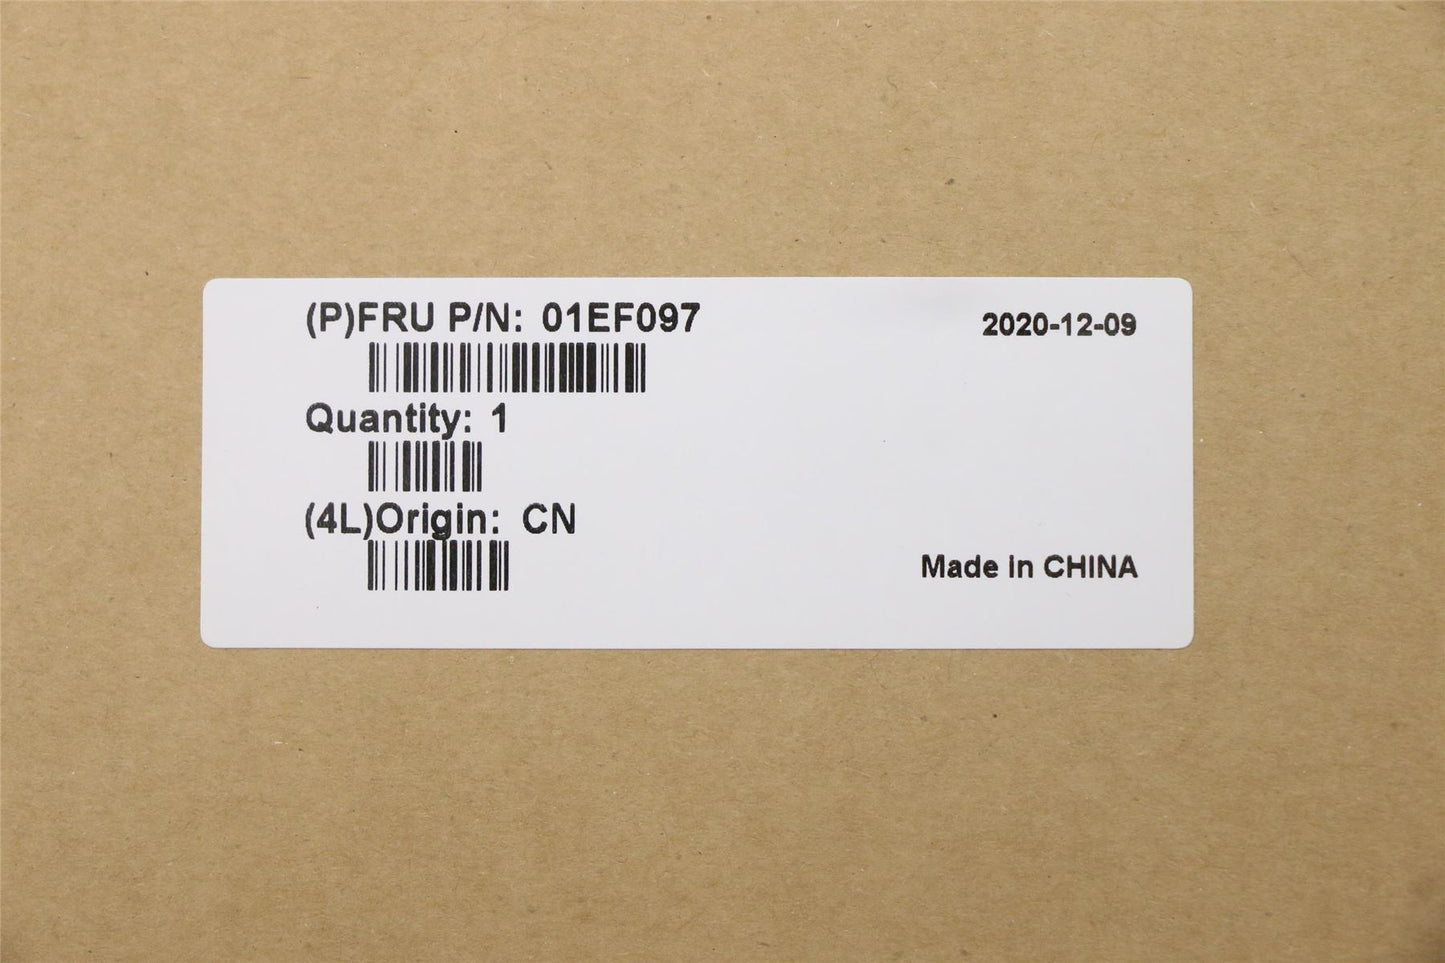 (P)FRU P/N: 01EF097
2020-12-09
Quantity: 1
(4L)Origin: CN
Made in CHINA